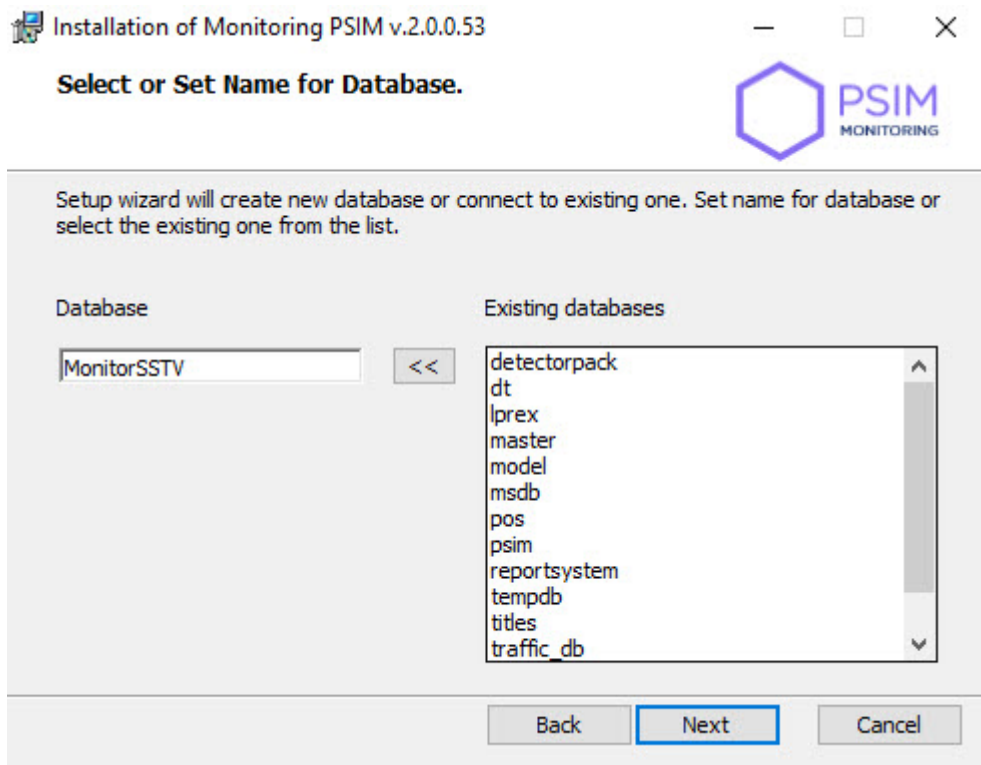 Installation of Monitoring PSIM v.2.0.0.53
Select or Set Name for Database.
PSIM
MONITORING
Setup wizard will create new database or connect to existing one. Set name for database or
select the existing one from the list.
Database
Existing databases
MonitorSSTV
<<
detectorpack
dt
lprex
master
model
msdb
pos
psim
reportsystem
tempdb
titles
traffic_db
Back
Next
Cancel